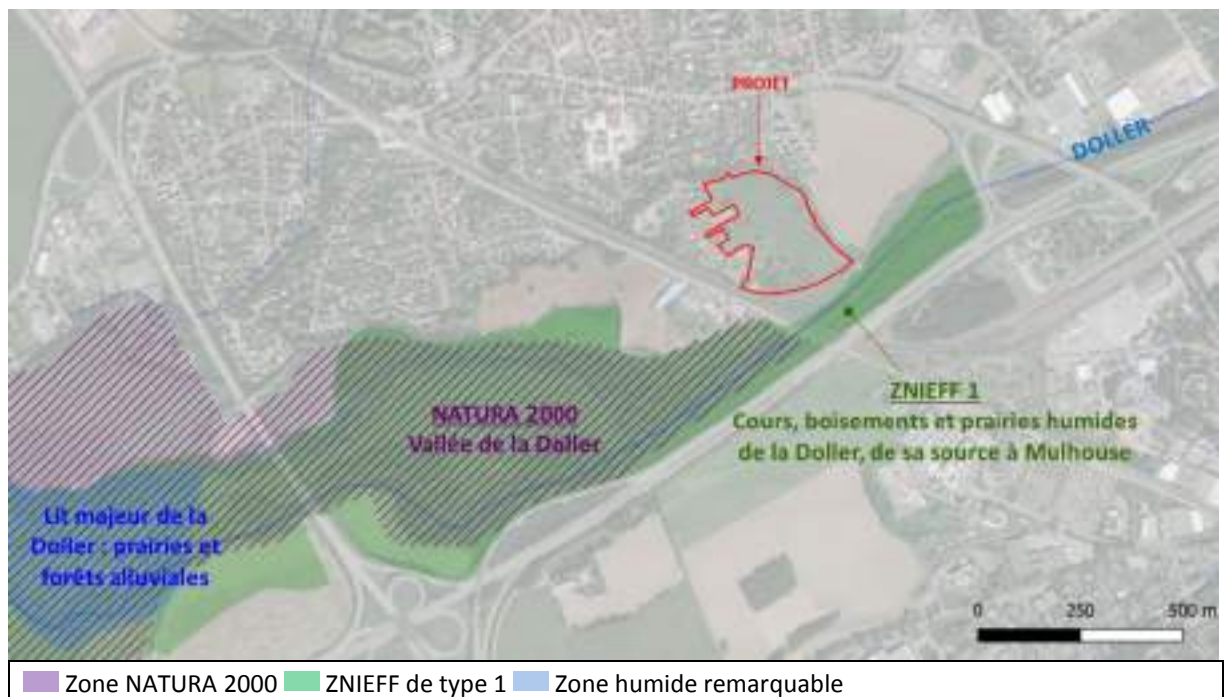 PROJET
DOLLER
ZNIEFF 1
Cours, boisements et prairies humides
de la Doller, de sa source à Mulhouse
NATURA 2000
Vallée de la Doller
Lit majeur de la
Doller : prairies et
forêts alluviales
0 250 500 m
Zone NATURA 2000 ZNIEFF de type 1 Zone humide remarquable